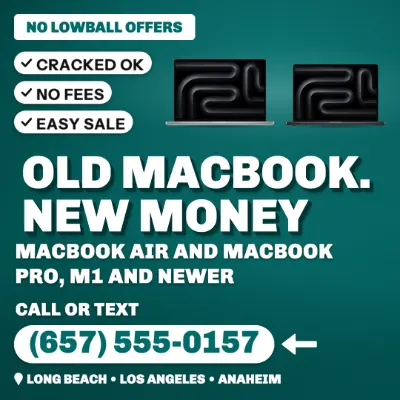 NO LOWBALL OFFERS
CRACKED OK
NO FEES
EASY SALE
OLD MACBOOK.
NEW MONEY
MACBOOK AIR AND MACBOOK
PRO, M1 AND NEWER
CALL OR TEXT
(657) 555-0157
LONG BEACH • LOS ANGELES • ANAHEIM